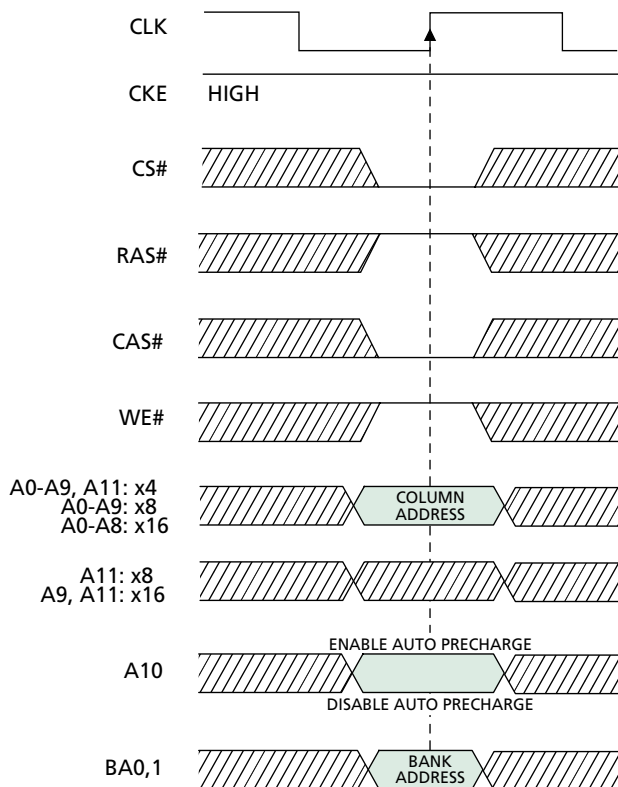 CLK
CKE HIGH
CS#
RAS#
CAS#
WE#
A0-A9, A11: x4
A0-A9: x8
A0-A8: x16
COLUMN
ADDRESS
A11: x8
A9, A11: x16
ENABLE AUTO PRECHARGE
A10
DISABLE AUTO PRECHARGE
BA0,1
BANK
ADDRESS